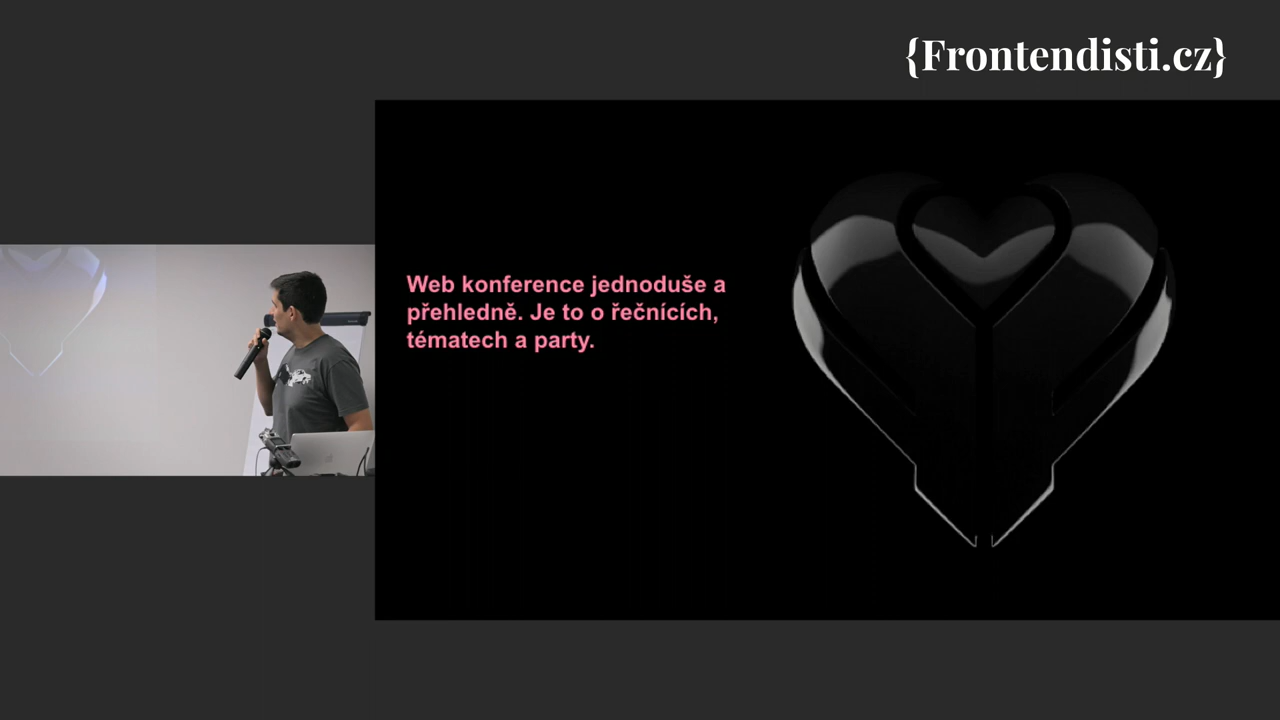 {Frontendisti.cz}
Web konference jednoduše a
přehledně. Je to o řečnících,
tématech a party.